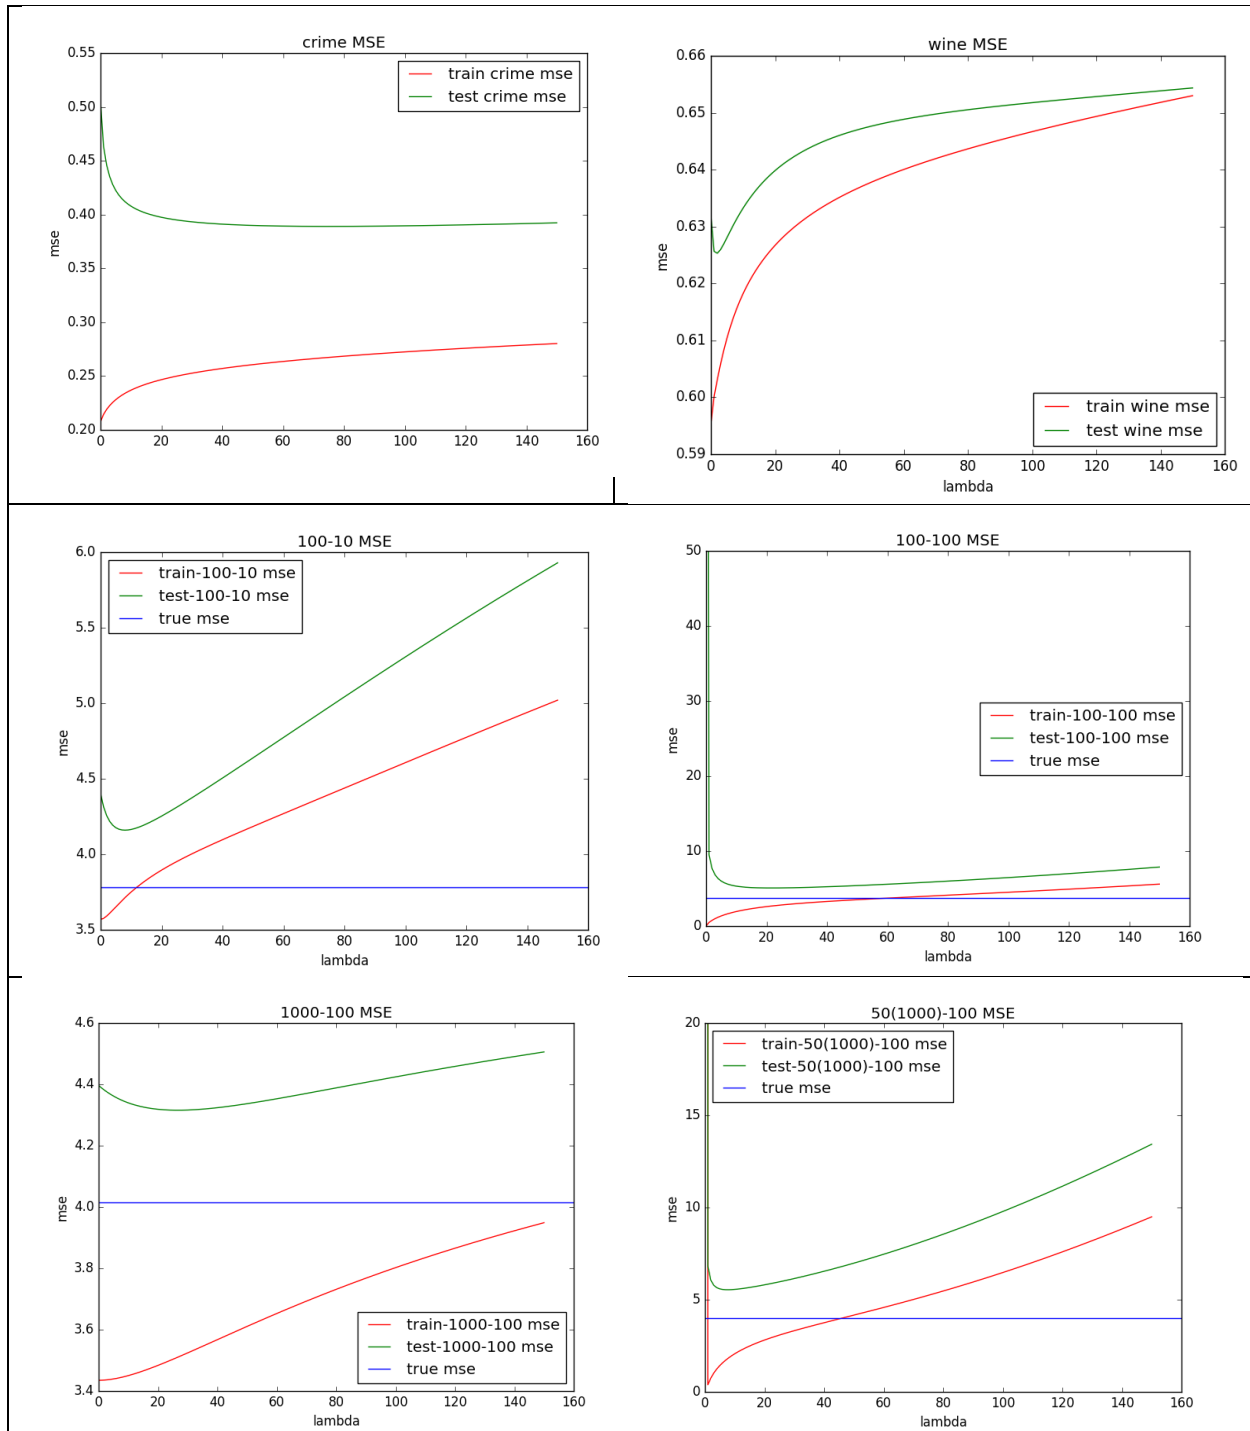 crime MSE
0.55
0.50
0.45
0.40
0.35
0.30
0.25
0.20
mse
train crime mse
test crime mse
0 20 40 60 80 100 120 140 160
wine MSE
0.66
0.65
0.64
0.63
0.62
0.61
0.60
0.59
mse
train wine mse
test wine mse
0 20 40 60 80 100 120 140 160
lambda
100-10 MSE
6.0
5.5
5.0
4.5
4.0
3.5
mse
train-100-10 mse
test-100-10 mse
true mse
0 20 40 60 80 100 120 140 160
lambda
100-100 MSE
50
40
30
20
10
0
mse
train-100-100 mse
test-100-100 mse
true mse
0 20 40 60 80 100 120 140 160
lambda
1000-100 MSE
4.6
4.4
4.2
4.0
3.8
3.6
3.4
mse
train-1000-100 mse
test-1000-100 mse
true mse
0 20 40 60 80 100 120 140 160
lambda
50(1000)-100 MSE
20
15
10
5
0
mse
train-50(1000)-100 mse
test-50(1000)-100 mse
true mse
0 20 40 60 80 100 120 140 160
lambda